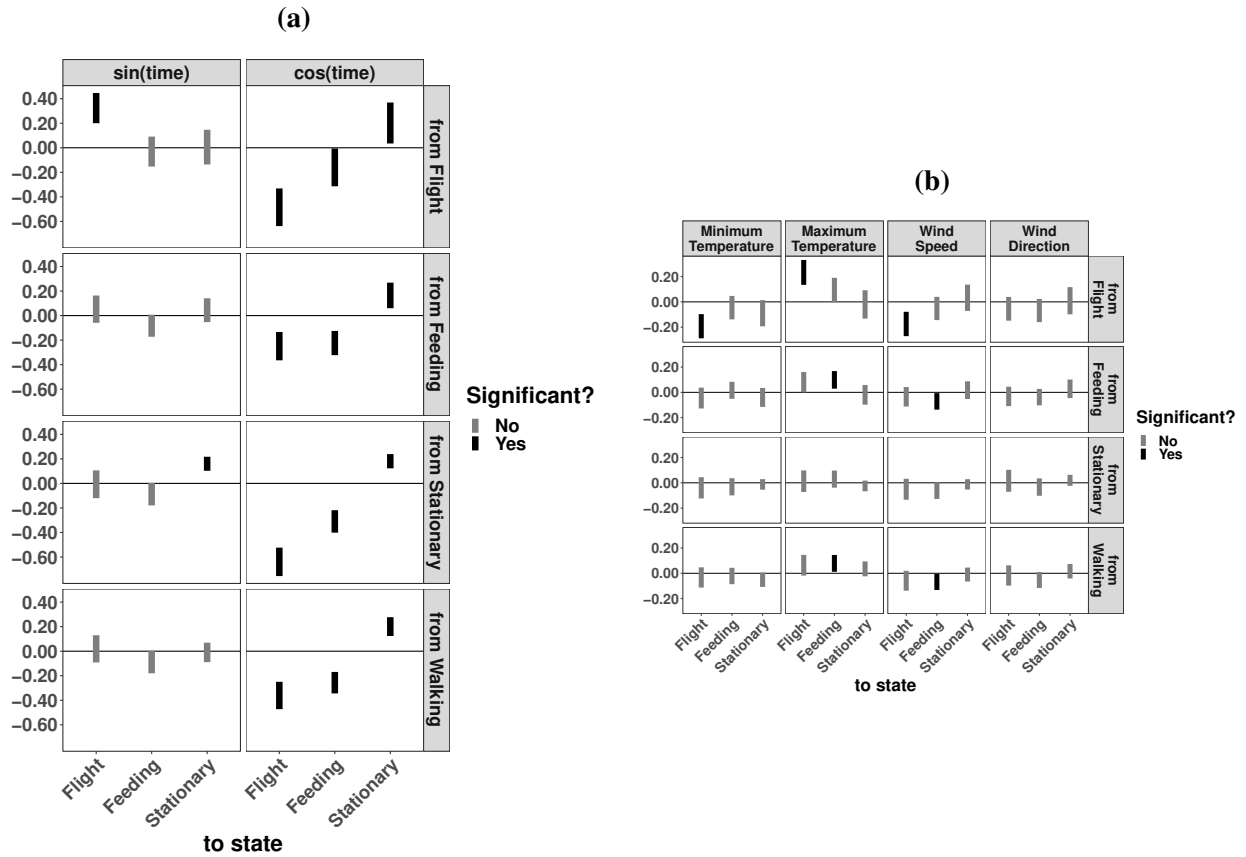 (a)
sin(time) cos(time)
0.40
0.20
0.00
−0.20
−0.40
−0.60
from Flight
0.40
0.20
0.00
−0.20
−0.40
−0.60
from Feeding
0.40
0.20
0.00
−0.20
−0.40
−0.60
from Stationary
0.40
0.20
0.00
−0.20
−0.40
−0.60
from Walking
Flight Feeding Stationary Flight Feeding Stationary
to state
Significant?
No
Yes
(b)
Minimum Maximum Wind Wind
Temperature Temperature Speed Direction
0.20
0.00
−0.20
from
Flight
0.20
0.00
−0.20
from
Feeding
0.20
0.00
−0.20
from
Stationary
0.20
0.00
−0.20
from
Walking
Flight Feeding Stationary Flight Feeding Stationary Flight Feeding Stationary Flight Feeding Stationary
to state
Significant?
No
Yes